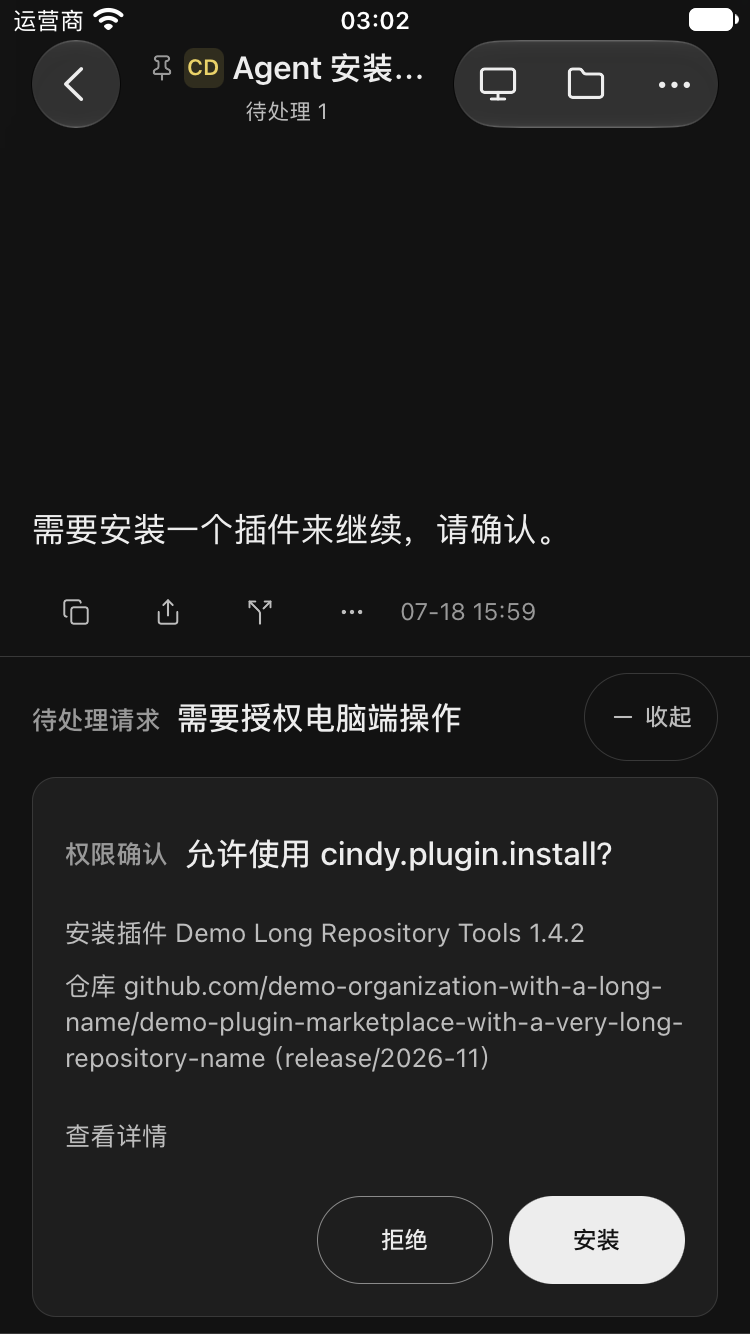 运营商 03:02
CD Agent 安装...
待处理 1
需要安装一个插件来继续，请确认。
07-18 15:59
待处理请求 需要授权电脑端操作 收起
权限确认 允许使用 cindy.plugin.install?
安装插件 Demo Long Repository Tools 1.4.2
仓库 github.com/demo-organization-with-a-long-
name/demo-plugin-marketplace-with-a-very-long-
repository-name (release/2026-11)
查看详情
拒绝 安装